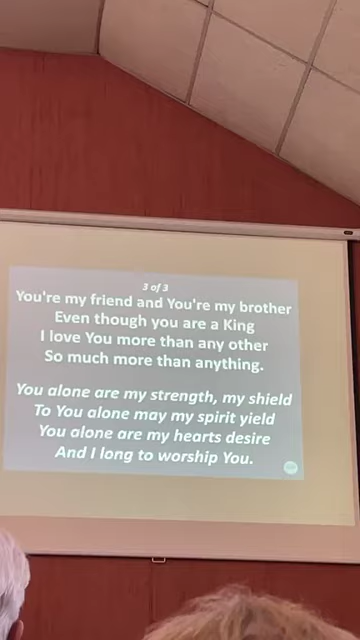 3 of 3
You're my friend and You're my brother
Even though you are a King
I love You more than any other
So much more than anything.
You alone are my strength, my shield
To You alone may my spirit yield
You alone are my hearts desire
And I long to worship You.